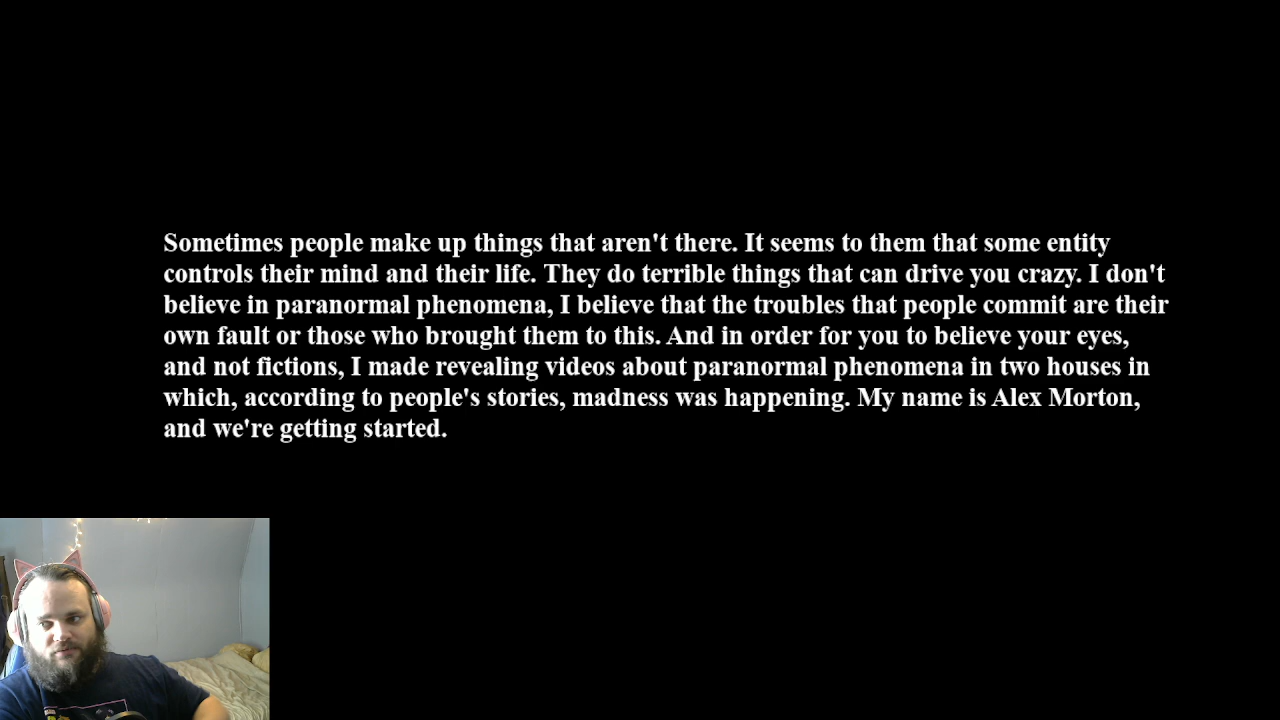 Sometimes people make up things that aren't there. It seems to them that some entity
controls their mind and their life. They do terrible things that can drive you crazy. I don't
believe in paranormal phenomena, I believe that the troubles that people commit are their
own fault or those who brought them to this. And in order for you to believe your eyes,
and not fictions, I made revealing videos about paranormal phenomena in two houses in
which, according to people's stories, madness was happening. My name is Alex Morton,
and we're getting started.